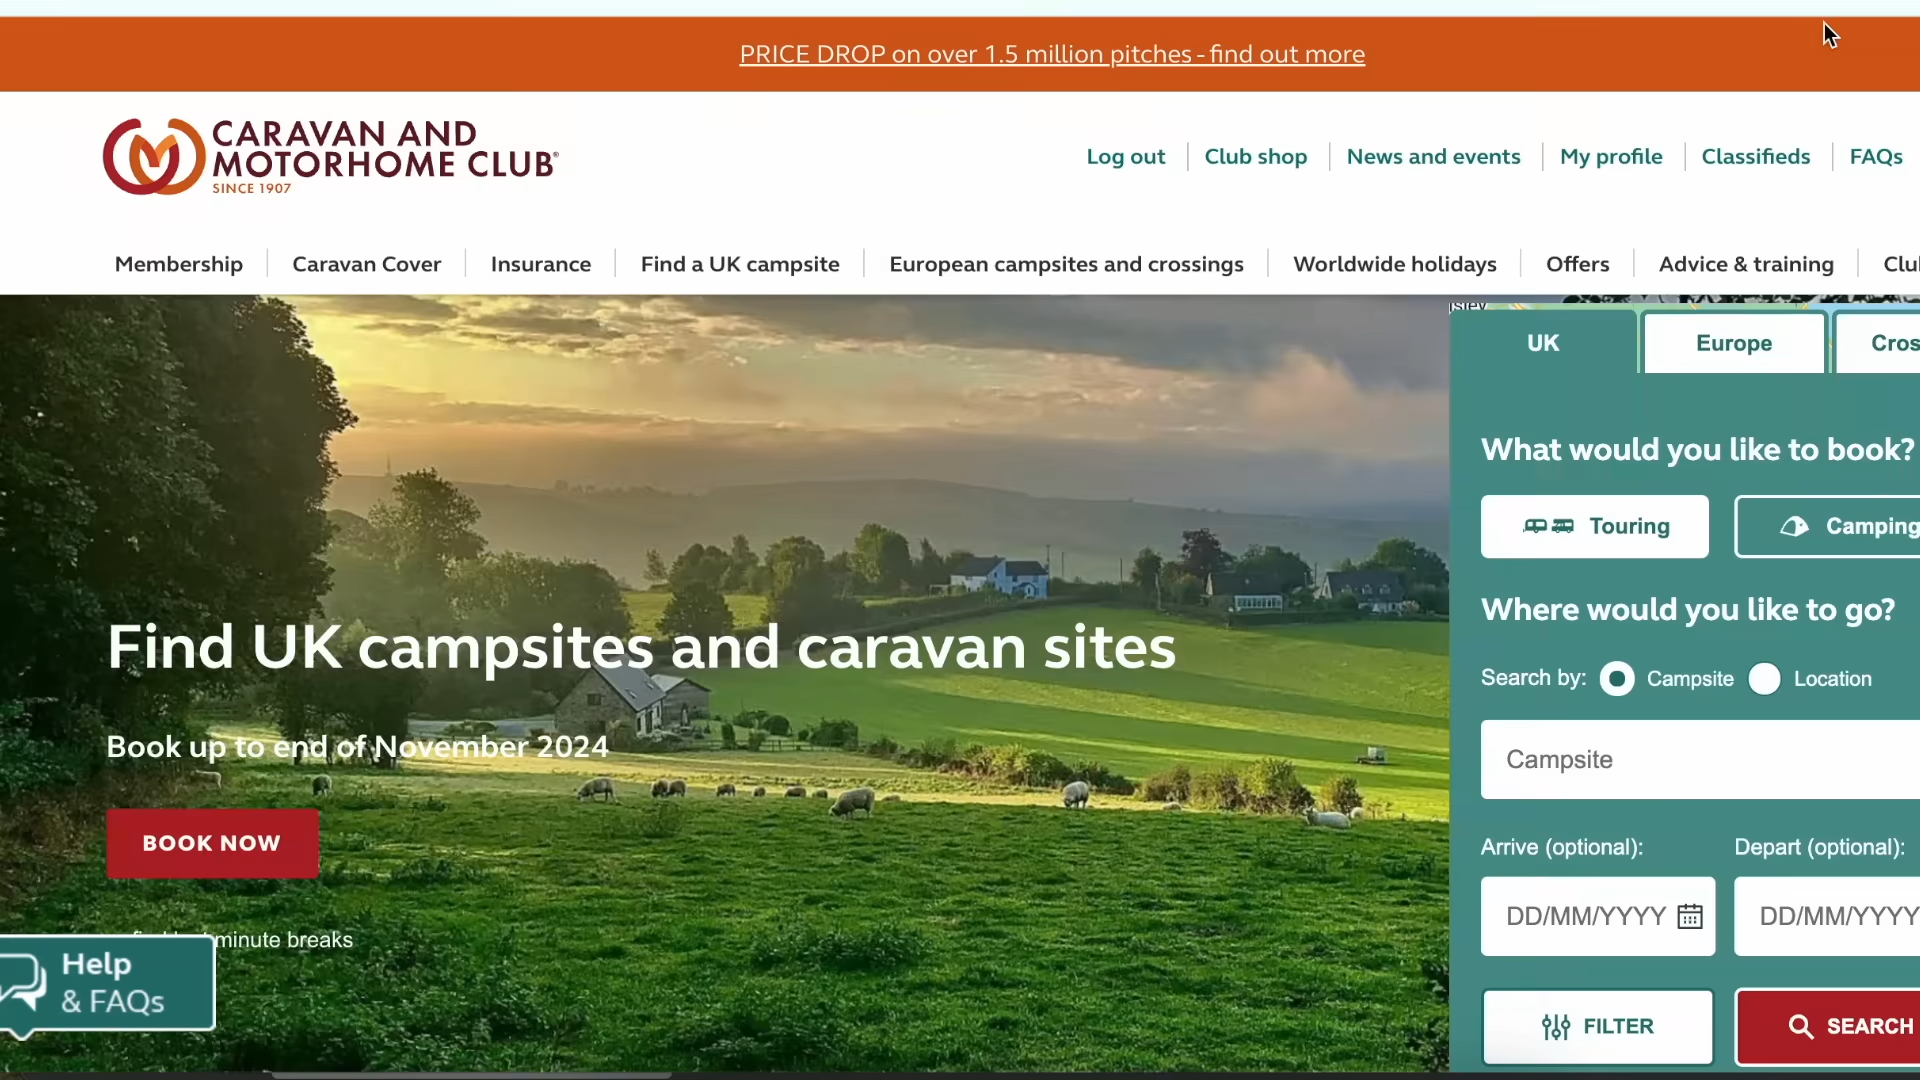 PRICE DROP on over 1.5 million pitches - find out more
CARAVAN AND
MOTORHOME CLUB®
SINCE 1907
Log out
Club shop
News and events
My profile
Classifieds
FAQs
Membership
Caravan Cover
Insurance
Find a UK campsite
European campsites and crossings
Worldwide holidays
Offers
Advice & training
UK
Europe
What would you like to book?
Touring
Camping
Where would you like to go?
Search by:
Campsite
Location
Campsite
Arrive (optional):
Depart (optional):
DD/MM/YYYY
DD/MM/YYYY
FILTER
SEARCH
Find UK campsites and caravan sites
Book up to end of November 2024
BOOK NOW
minute breaks
Help
& FAQs